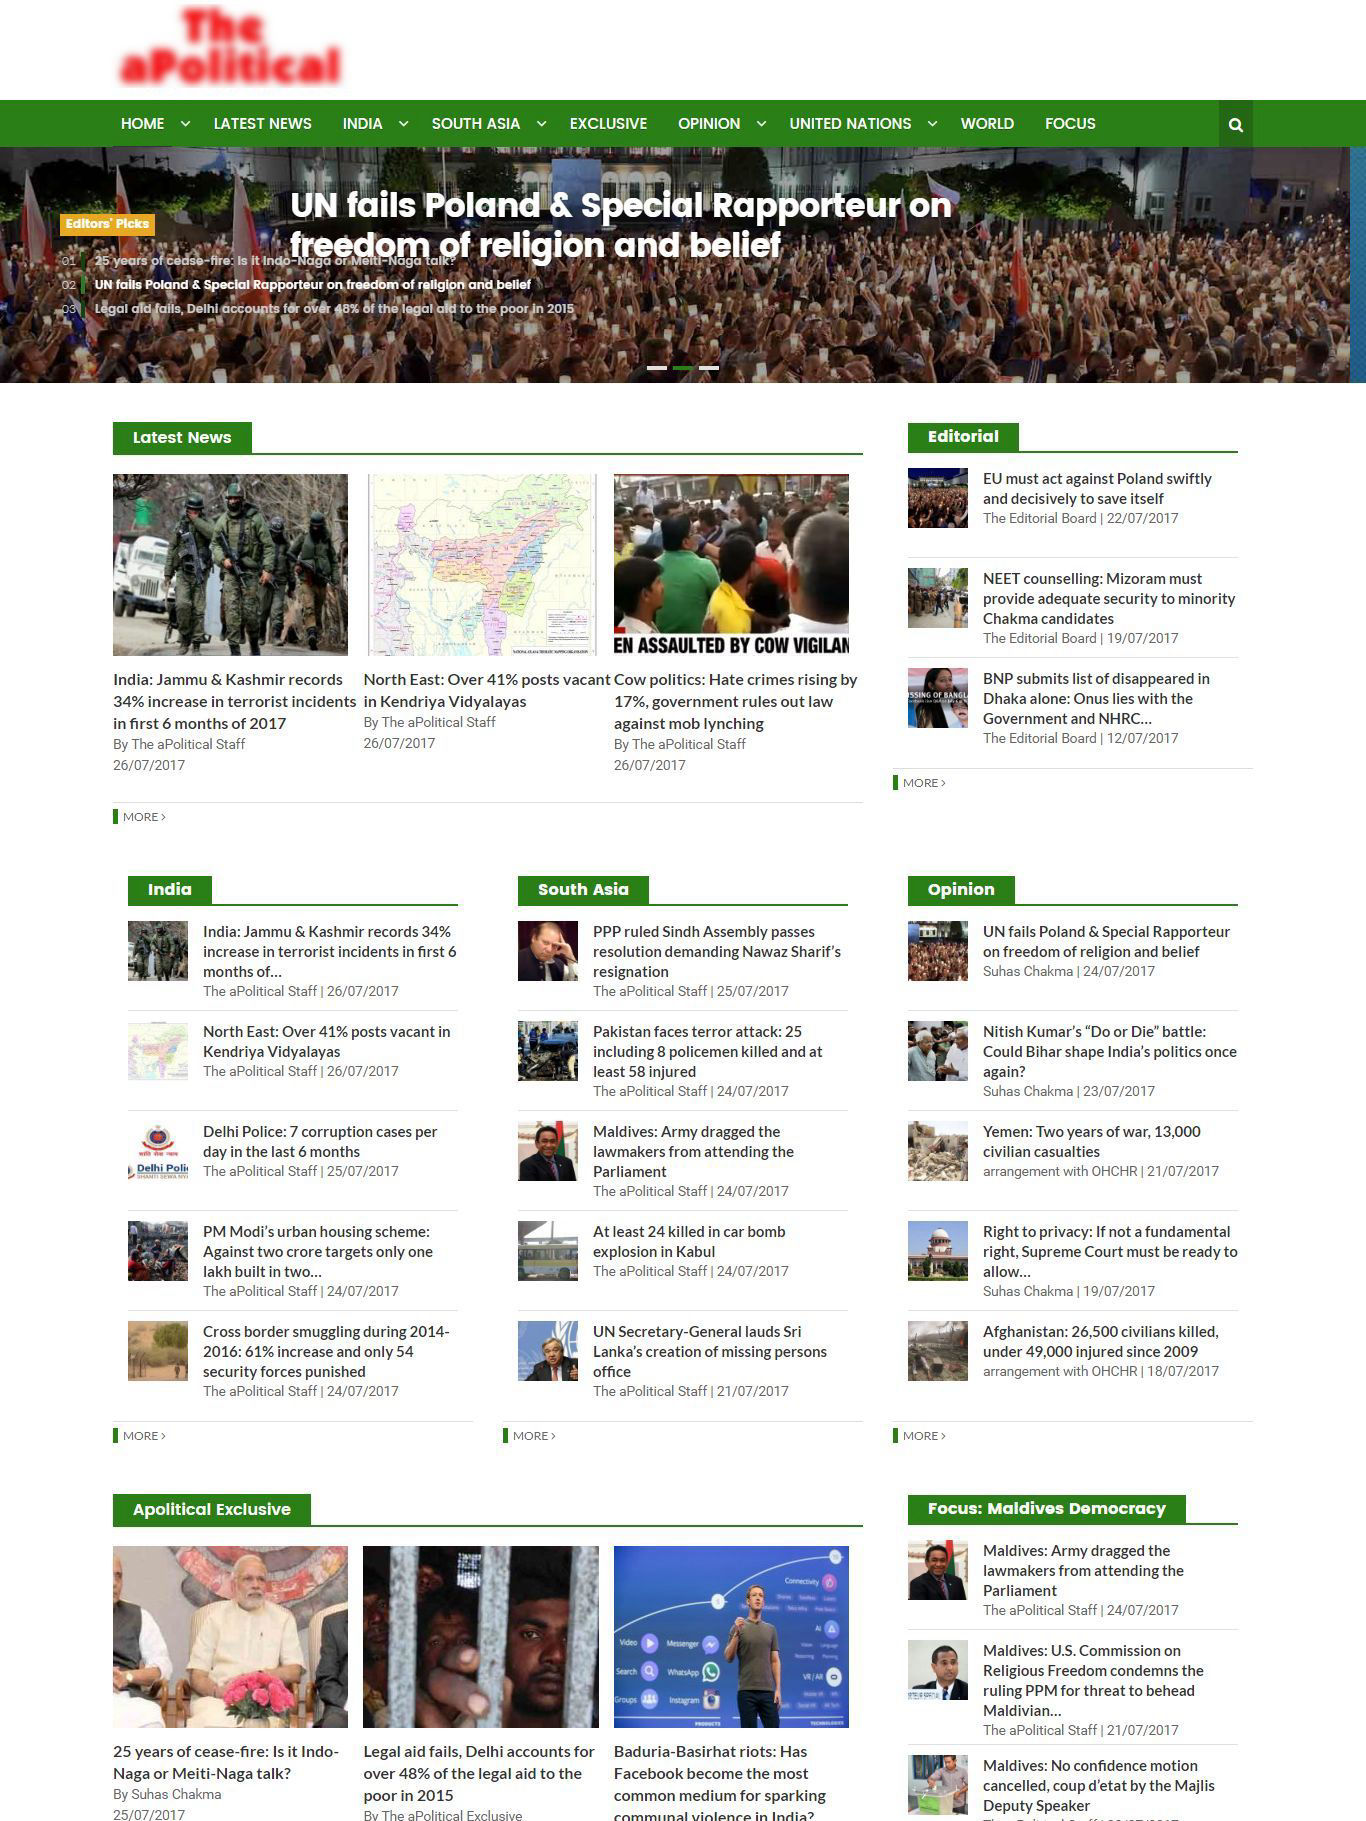 The
aPolitical
HOME LATEST NEWS INDIA SOUTH ASIA EXCLUSIVE OPINION UNITED NATIONS WORLD FOCUS
UN fails Poland & Special Rapporteur on
freedom of religion and belief
Editors' Picks
01 25 years of cease-fire: Is it Indo-Naga or Meiti-Naga talk?
02 UN fails Poland & Special Rapporteur on freedom of religion and belief
03 Legal aid fails, Delhi accounts for over 48% of the legal aid to the poor in 2015
Latest News
EN ASSAULTED BY COW VIGILAN
India: Jammu & Kashmir records
34% increase in terrorist incidents
in first 6 months of 2017
By The aPolitical Staff
26/07/2017
North East: Over 41% posts vacant
in Kendriya Vidyalayas
By The aPolitical Staff
26/07/2017
Cow politics: Hate crimes rising by
17%, government rules out law
against mob lynching
By The aPolitical Staff
26/07/2017
MORE ›
Editorial
EU must act against Poland swiftly
and decisively to save itself
The Editorial Board | 22/07/2017
NEET counselling: Mizoram must
provide adequate security to minority
Chakma candidates
The Editorial Board | 19/07/2017
BNP submits list of disappeared in
Dhaka alone: Onus lies with the
Government and NHRC...
The Editorial Board | 12/07/2017
MORE ›
India
India: Jammu & Kashmir records 34%
increase in terrorist incidents in first 6
months of...
The aPolitical Staff | 26/07/2017
North East: Over 41% posts vacant in
Kendriya Vidyalayas
The aPolitical Staff | 26/07/2017
Delhi Police: 7 corruption cases per
day in the last 6 months
The aPolitical Staff | 25/07/2017
PM Modi's urban housing scheme:
Against two crore targets only one
lakh built in two...
The aPolitical Staff | 24/07/2017
Cross border smuggling during 2014-
2016: 61% increase and only 54
security forces punished
The aPolitical Staff | 24/07/2017
MORE ›
South Asia
PPP ruled Sindh Assembly passes
resolution demanding Nawaz Sharif's
resignation
The aPolitical Staff | 25/07/2017
Pakistan faces terror attack: 25
including 8 policemen killed and at
least 58 injured
The aPolitical Staff | 24/07/2017
Maldives: Army dragged the
lawmakers from attending the
Parliament
The aPolitical Staff | 24/07/2017
At least 24 killed in car bomb
explosion in Kabul
The aPolitical Staff | 24/07/2017
UN Secretary-General lauds Sri
Lanka's creation of missing persons
office
The aPolitical Staff | 21/07/2017
MORE ›
Opinion
UN fails Poland & Special Rapporteur
on freedom of religion and belief
Suhas Chakma | 24/07/2017
Nitish Kumar's “Do or Die” battle:
Could Bihar shape India's politics once
again?
Suhas Chakma | 23/07/2017
Yemen: Two years of war, 13,000
civilian casualties
arrangement with OHCHR | 21/07/2017
Right to privacy: If not a fundamental
right, Supreme Court must be ready to
allow...
Suhas Chakma | 19/07/2017
Afghanistan: 26,500 civilians killed,
under 49,000 injured since 2009
arrangement with OHCHR | 18/07/2017
MORE ›
Apolitical Exclusive
Connectivity
AI
Video Messenger
Search WhatsApp VR / AR
Groups Instagram
PRODUCTS TECHNOLOGIES
25 years of cease-fire: Is it Indo-
Naga or Meiti-Naga talk?
By Suhas Chakma
25/07/2017
Legal aid fails, Delhi accounts for
over 48% of the legal aid to the
poor in 2015
By The aPolitical Exclusive
Baduria-Basirhat riots: Has
Facebook become the most
common medium for sparking
communal violence in India?
Focus: Maldives Democracy
Maldives: Army dragged the
lawmakers from attending the
Parliament
The aPolitical Staff | 24/07/2017
Maldives: U.S. Commission on
Religious Freedom condemns the
ruling PPM for threat to behead
Maldivian...
The aPolitical Staff | 21/07/2017
Maldives: No confidence motion
cancelled, coup d'etat by the Majlis
Deputy Speaker